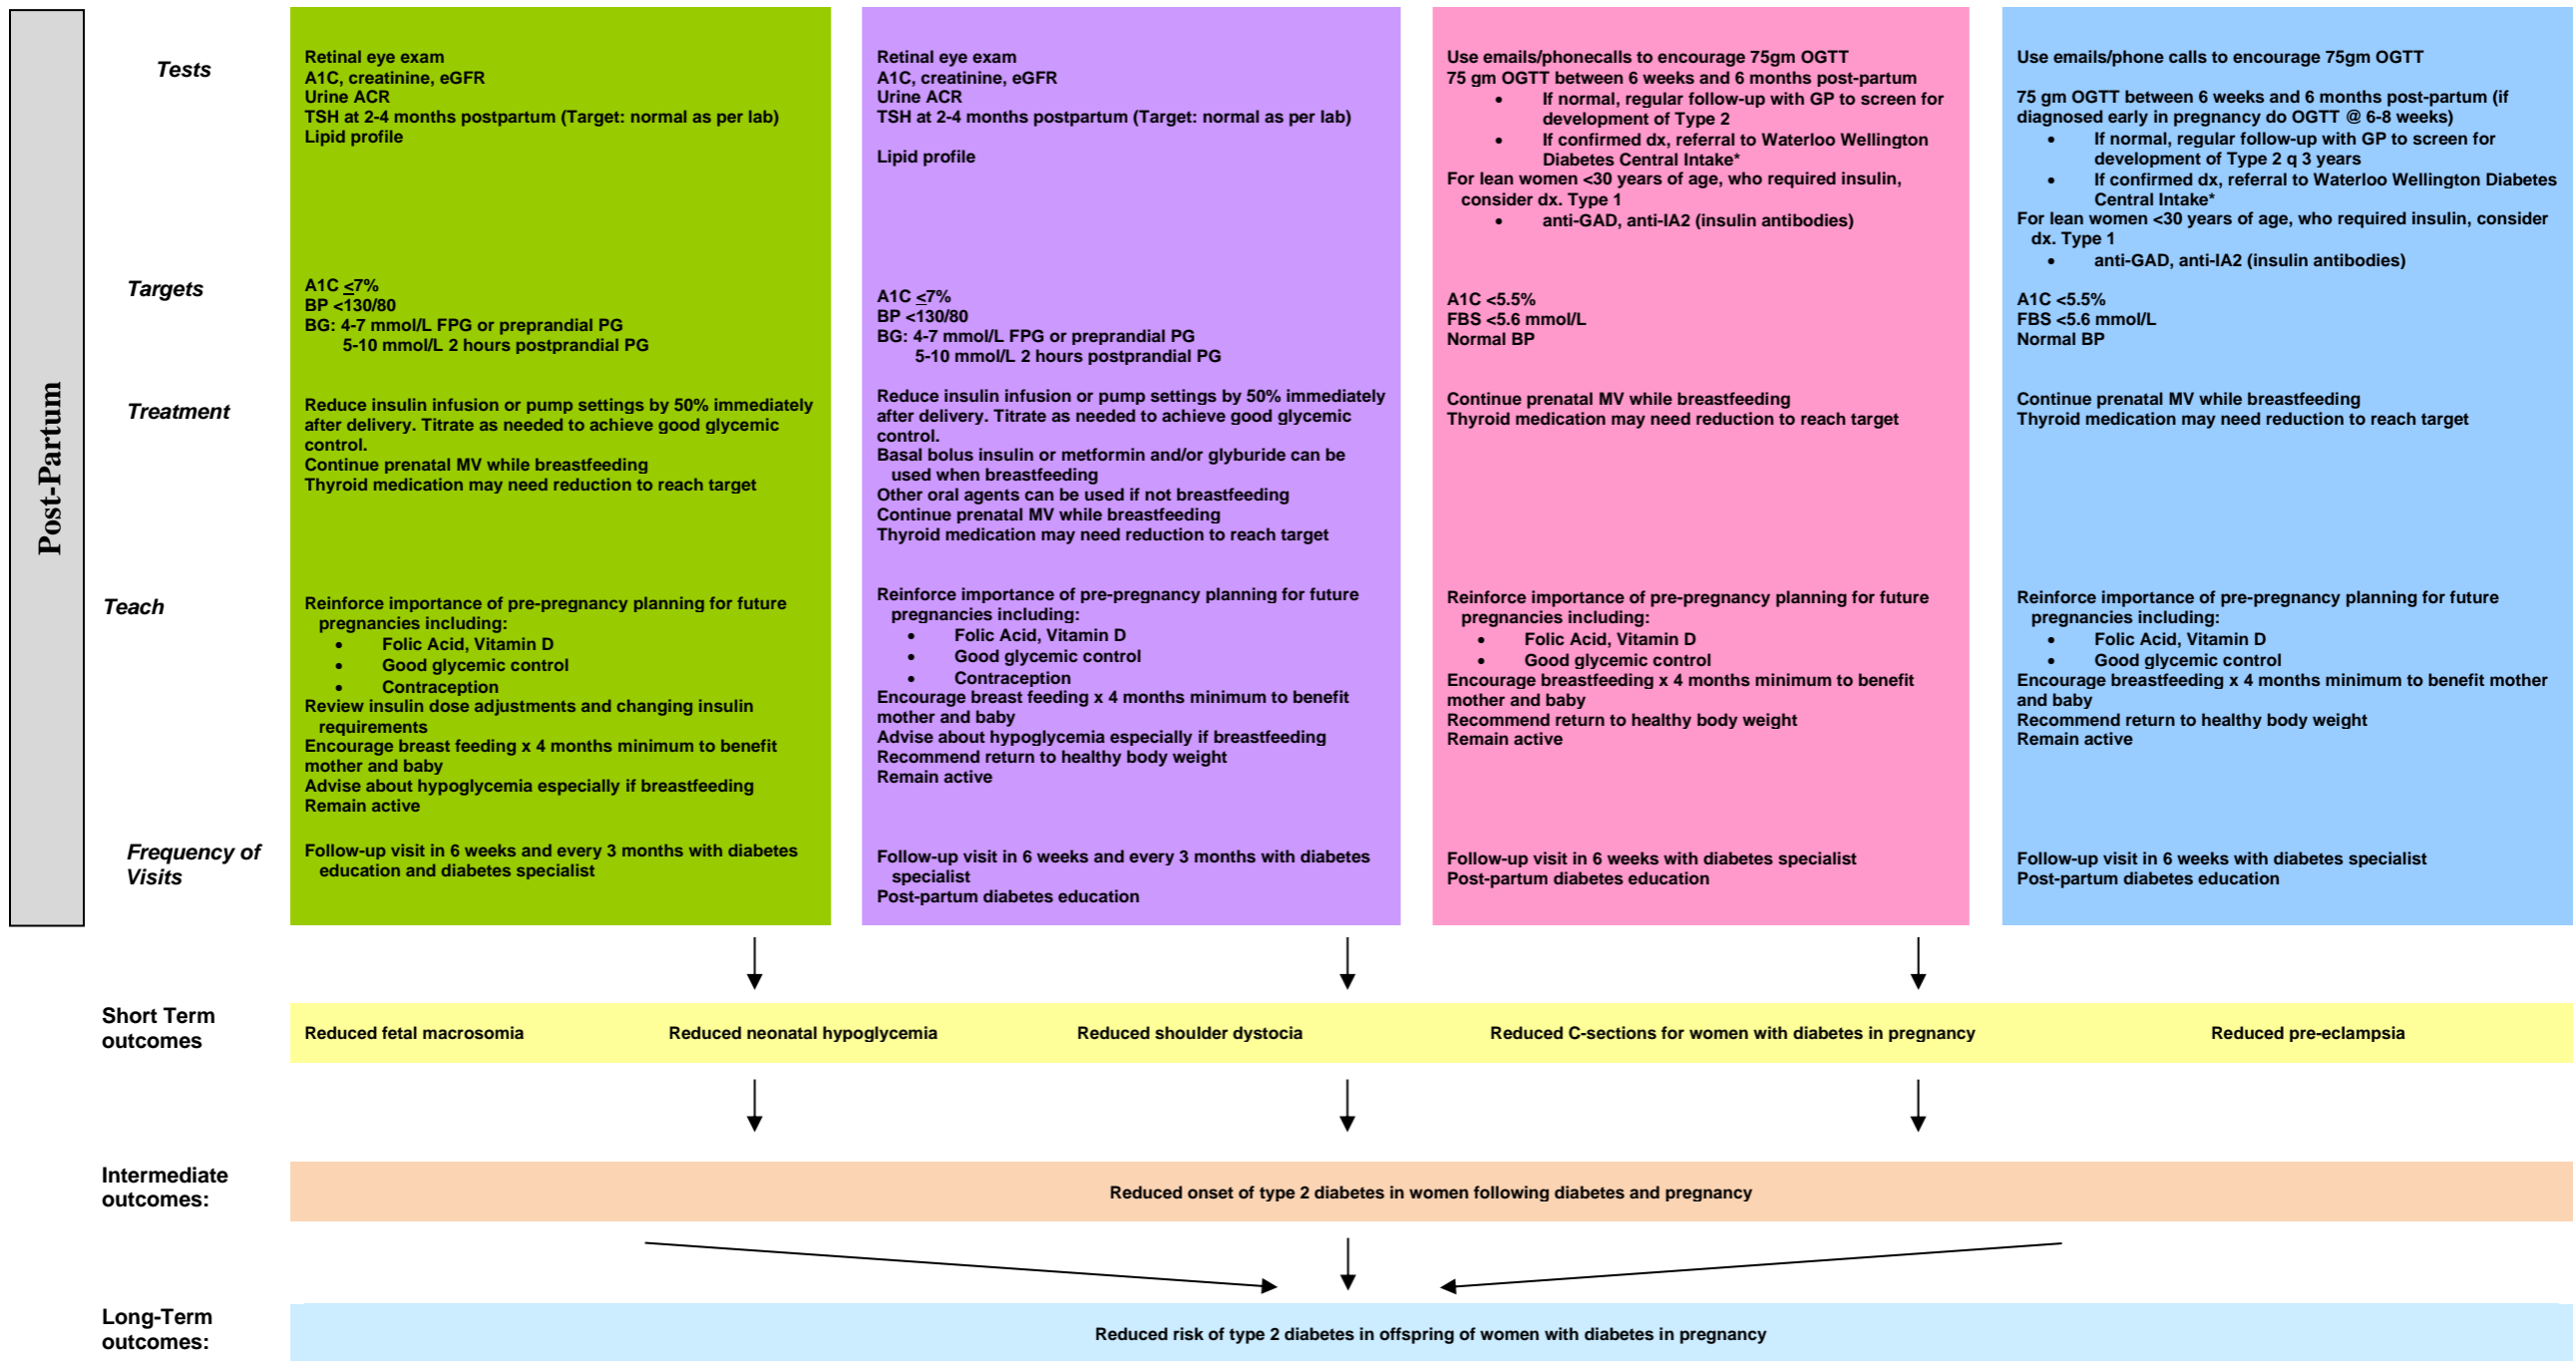 Post-Partum
Tests
Retinal eye exam
A1C, creatinine, eGFR
Urine ACR
TSH at 2-4 months postpartum (Target: normal as per lab)
Lipid profile
Retinal eye exam
A1C, creatinine, eGFR
Urine ACR
TSH at 2-4 months postpartum (Target: normal as per lab)
Lipid profile
Use emails/phonecalls to encourage 75gm OGTT
75 gm OGTT between 6 weeks and 6 months post-partum
• If normal, regular follow-up with GP to screen for
development of Type 2
• If confirmed dx, referral to Waterloo Wellington
Diabetes Central Intake*
For lean women <30 years of age, who required insulin,
consider dx. Type 1
• anti-GAD, anti-IA2 (insulin antibodies)
Use emails/phone calls to encourage 75gm OGTT
75 gm OGTT between 6 weeks and 6 months post-partum (if
diagnosed early in pregnancy do OGTT @ 6-8 weeks)
• If normal, regular follow-up with GP to screen for
development of Type 2 q 3 years
• If confirmed dx, referral to Waterloo Wellington Diabetes
Central Intake*
For lean women <30 years of age, who required insulin, consider
dx. Type 1
• anti-GAD, anti-IA2 (insulin antibodies)
Targets
A1C ≤7%
BP <130/80
BG: 4-7 mmol/L FPG or preprandial PG
5-10 mmol/L 2 hours postprandial PG
A1C ≤7%
BP <130/80
BG: 4-7 mmol/L FPG or preprandial PG
5-10 mmol/L 2 hours postprandial PG
A1C <5.5%
FBS <5.6 mmol/L
Normal BP
A1C <5.5%
FBS <5.6 mmol/L
Normal BP
Treatment
Reduce insulin infusion or pump settings by 50% immediately
after delivery. Titrate as needed to achieve good glycemic
control.
Continue prenatal MV while breastfeeding
Thyroid medication may need reduction to reach target
Reduce insulin infusion or pump settings by 50% immediately
after delivery. Titrate as needed to achieve good glycemic
control.
Basal bolus insulin or metformin and/or glyburide can be
used when breastfeeding
Other oral agents can be used if not breastfeeding
Continue prenatal MV while breastfeeding
Thyroid medication may need reduction to reach target
Continue prenatal MV while breastfeeding
Thyroid medication may need reduction to reach target
Continue prenatal MV while breastfeeding
Thyroid medication may need reduction to reach target
Teach
Reinforce importance of pre-pregnancy planning for future
pregnancies including:
• Folic Acid, Vitamin D
• Good glycemic control
• Contraception
Review insulin dose adjustments and changing insulin
requirements
Encourage breast feeding x 4 months minimum to benefit
mother and baby
Advise about hypoglycemia especially if breastfeeding
Remain active
Reinforce importance of pre-pregnancy planning for future
pregnancies including:
• Folic Acid, Vitamin D
• Good glycemic control
• Contraception
Encourage breast feeding x 4 months minimum to benefit
mother and baby
Advise about hypoglycemia especially if breastfeeding
Recommend return to healthy body weight
Remain active
Reinforce importance of pre-pregnancy planning for future
pregnancies including:
• Folic Acid, Vitamin D
• Good glycemic control
Encourage breastfeeding x 4 months minimum to benefit
mother and baby
Recommend return to healthy body weight
Remain active
Reinforce importance of pre-pregnancy planning for future
pregnancies including:
• Folic Acid, Vitamin D
• Good glycemic control
Encourage breastfeeding x 4 months minimum to benefit mother
and baby
Recommend return to healthy body weight
Remain active
Frequency of
Visits
Follow-up visit in 6 weeks and every 3 months with diabetes
education and diabetes specialist
Follow-up visit in 6 weeks and every 3 months with diabetes
specialist
Post-partum diabetes education
Follow-up visit in 6 weeks with diabetes specialist
Post-partum diabetes education
Follow-up visit in 6 weeks with diabetes specialist
Post-partum diabetes education
Short Term
outcomes
Reduced fetal macrosomia
Reduced neonatal hypoglycemia
Reduced shoulder dystocia
Reduced C-sections for women with diabetes in pregnancy
Reduced pre-eclampsia
Intermediate
outcomes:
Reduced onset of type 2 diabetes in women following diabetes and pregnancy
Long-Term
outcomes:
Reduced risk of type 2 diabetes in offspring of women with diabetes in pregnancy